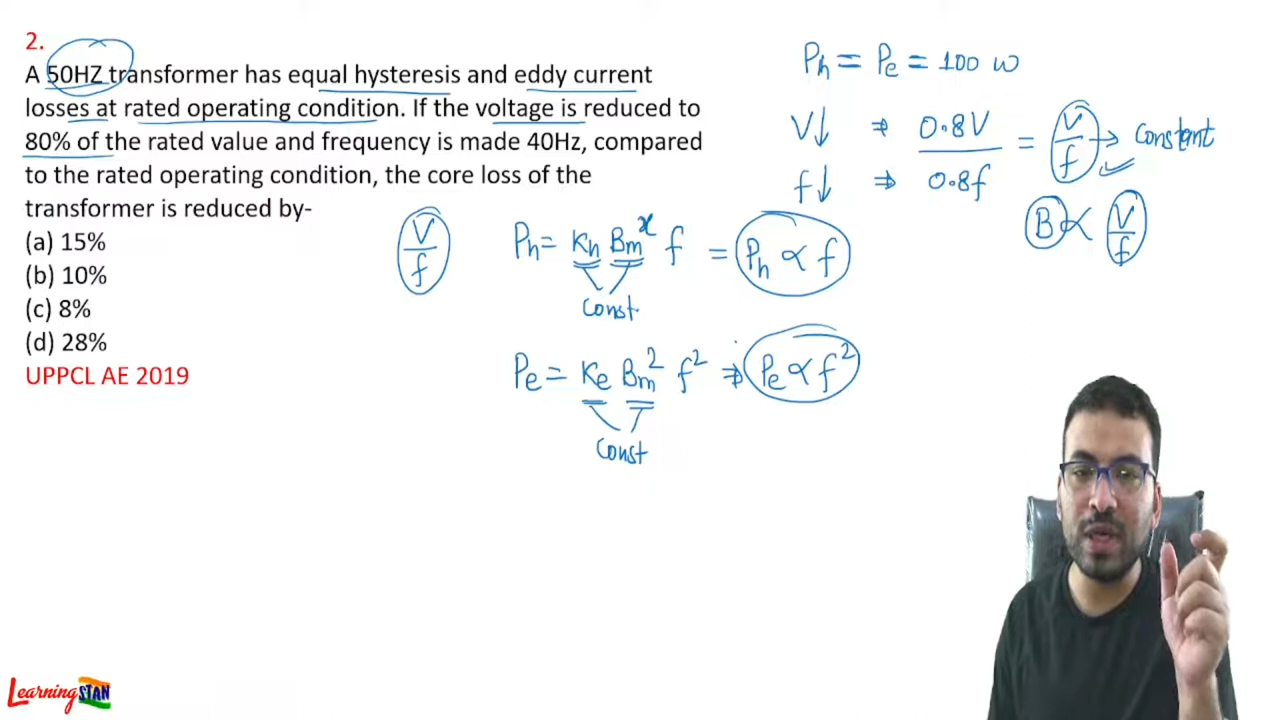 2.
A 50HZ transformer has equal hysteresis and eddy current
losses at rated operating condition. If the voltage is reduced to
80% of the rated value and frequency is made 40Hz, compared
to the rated operating condition, the core loss of the
transformer is reduced by-
(a) 15%
(b) 10%
(c) 8%
(d) 28%
UPPCL AE 2019
V/f
Ph = Pe = 100 W
V↓ ⇒ 0.8V
f↓ ⇒ 0.8f
= V/f → Constant
B ∝ V/f
Ph = Kh Bm^x f = Ph ∝ f
Const.
Pe = Ke Bm^2 f^2 ⇒ Pe ∝ f^2
Const
Learning STAN